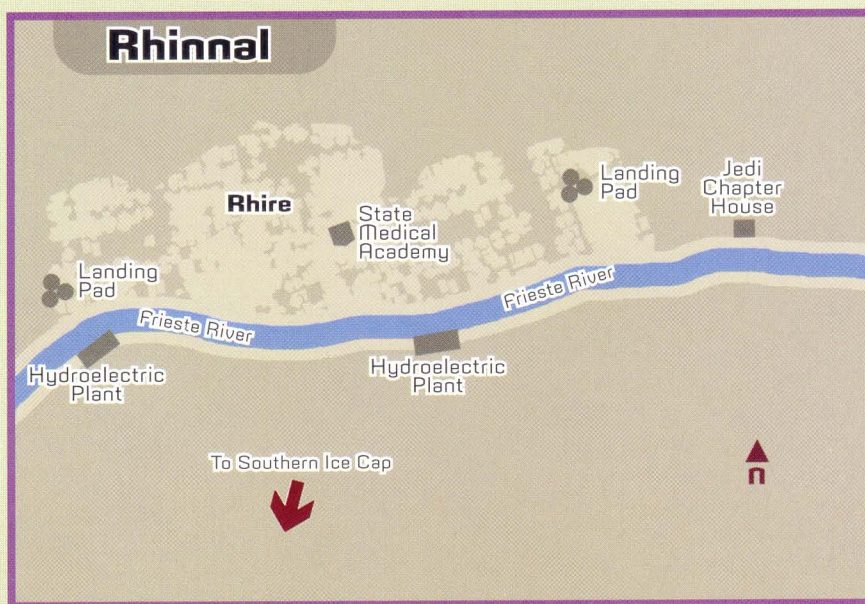 Rhinnal
Landing
Pad
Jedi
Chapter
House
Rhire
State
Medical
Academy
Landing
Pad
Frieste River
Frieste River
Hydroelectric
Plant
Hydroelectric
Plant
To Southern Ice Cap
n